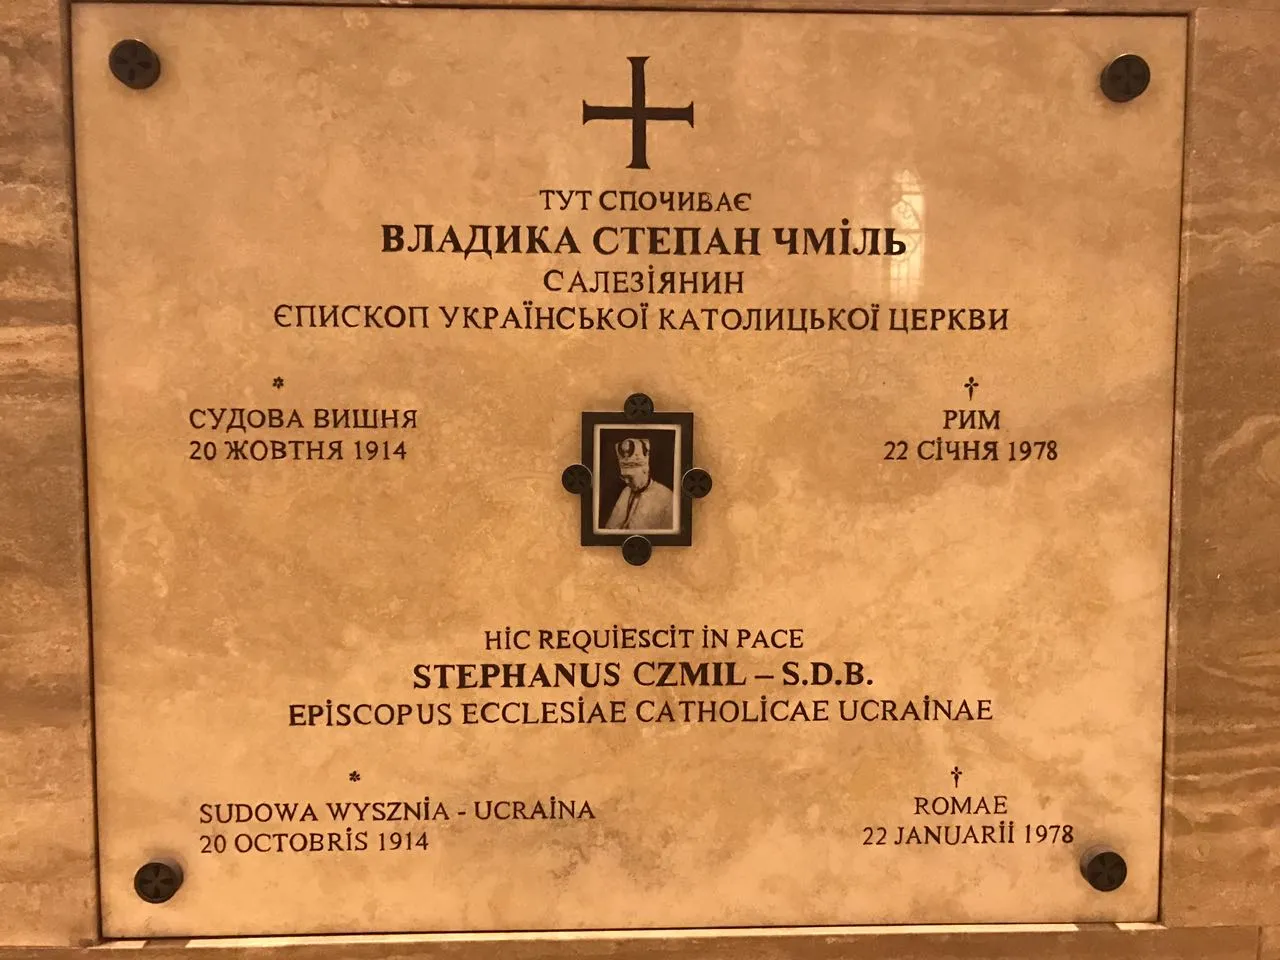 ТУТ СПОЧИВАЄ
ВЛАДИКА СТЕПАН ЧМІЛЬ
САЛЕЗІЯНИН
ЄПИСКОП УКРАЇНСЬКОЇ КАТОЛИЦЬКОЇ ЦЕРКВИ
*
СУДОВА ВИШНЯ
20 ЖОВТНЯ 1914
†
РИМ
22 СІЧНЯ 1978
HIC REQUIESCIT IN PACE
STEPHANUS CZMIL – S.D.B.
EPISCOPUS ECCLESIAE CATHOLICAE UCRAINAE
*
SUDOWA WYSZNIA - UCRAINA
20 OCTOBRIS 1914
†
ROMAE
22 JANUARII 1978